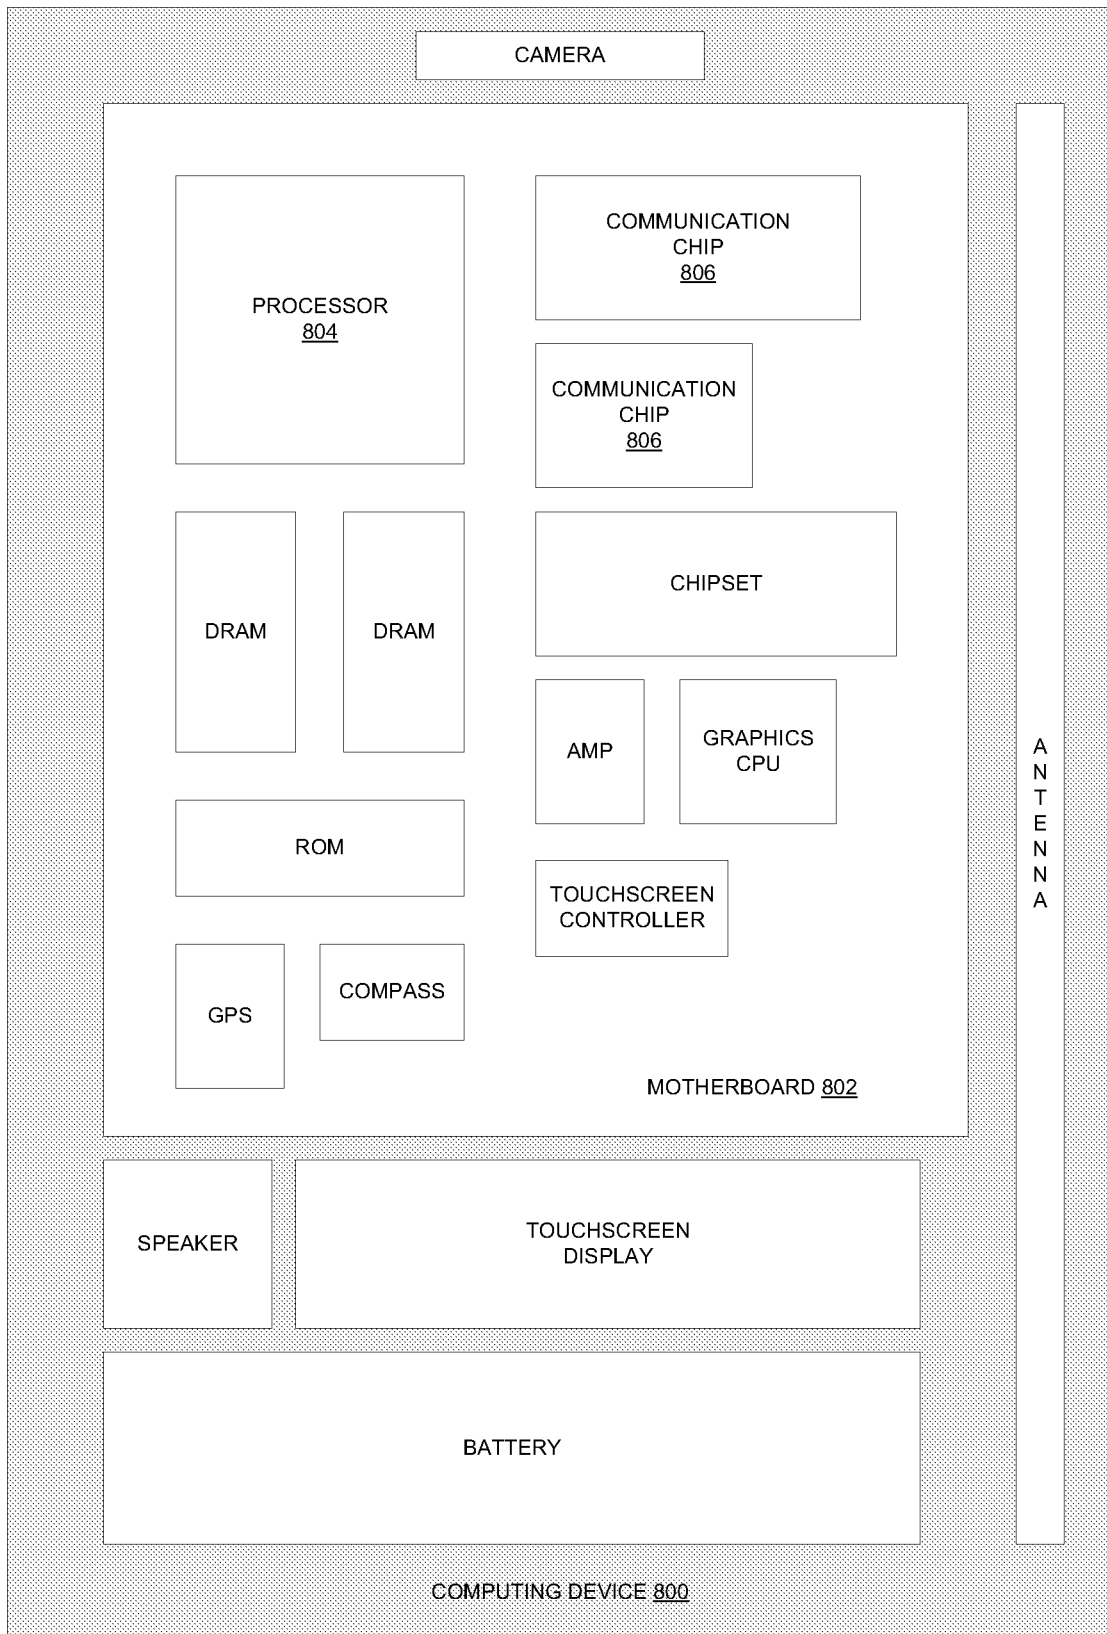 CAMERA
PROCESSOR
804
COMMUNICATION
CHIP
806
COMMUNICATION
CHIP
806
DRAM
DRAM
CHIPSET
AMP
GRAPHICS
CPU
ROM
TOUCHSCREEN
CONTROLLER
GPS
COMPASS
MOTHERBOARD 802
ANTENNA
SPEAKER
TOUCHSCREEN
DISPLAY
BATTERY
COMPUTING DEVICE 800